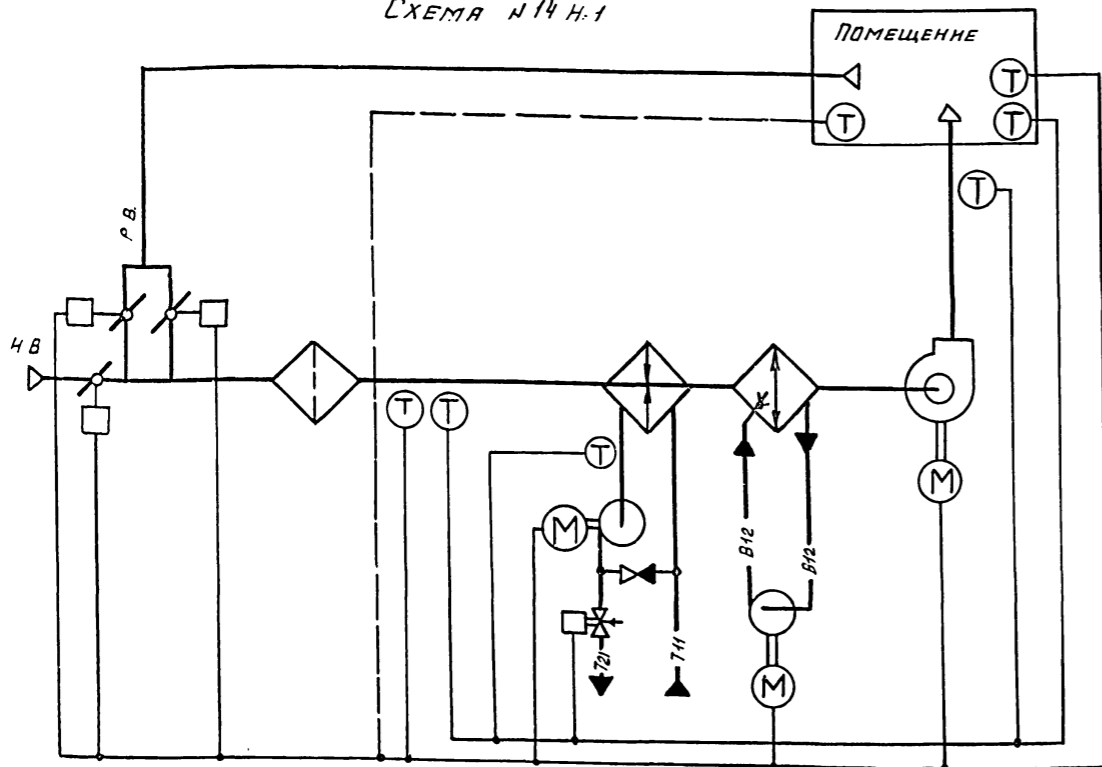 СХЕМА N 14 Н.1
ПОМЕЩЕНИЕ
Т
Т
Т
Т
Р В.
Н В
Т
Т
Т
М
М
В12
В12
Т21
Т11
М